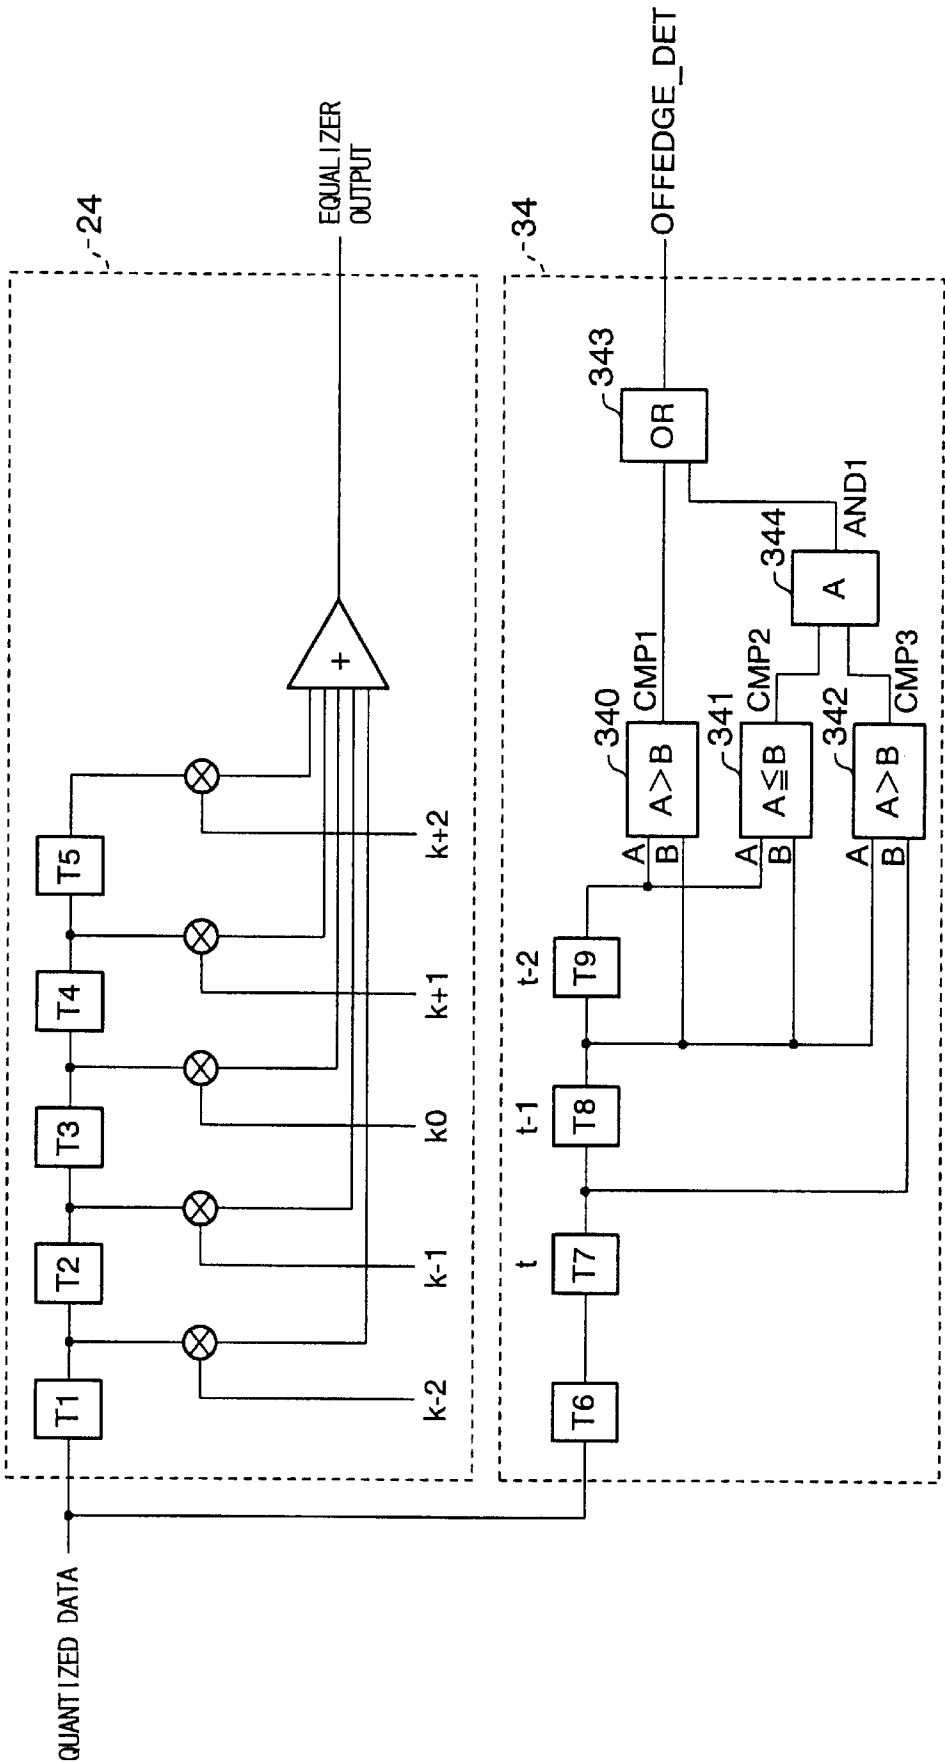 QUANTIZED DATA
24
T1
T2
T3
T4
T5
k-2
k-1
k0
k+1
k+2
+
EQUALIZER
OUTPUT
34
T6
t
T7
t-1
T8
t-2
T9
A
B
340
A>B
CMP1
A
B
341
A≦B
CMP2
A
B
342
A>B
CMP3
344
A
AND1
343
OR
OFFEDGE_DET